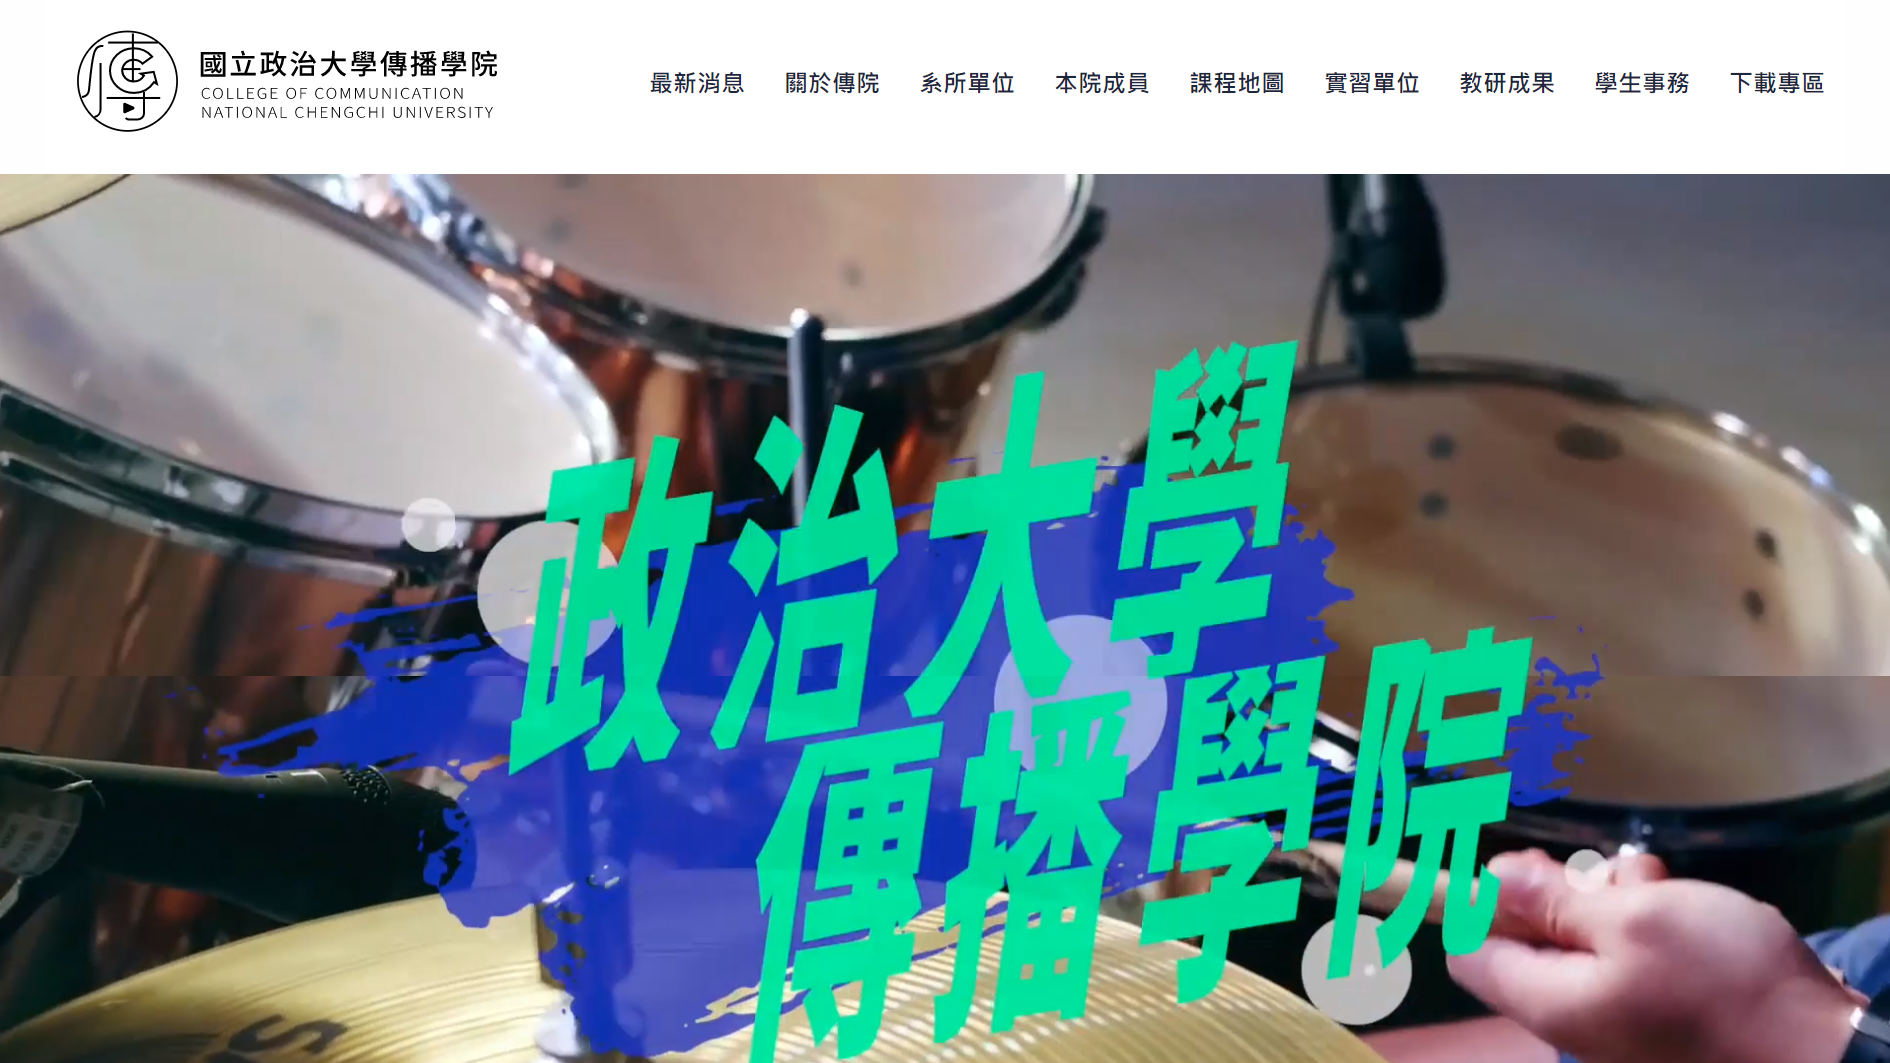 國立政治大學傳播學院
COLLEGE OF COMMUNICATION
NATIONAL CHENGCHI UNIVERSITY
最新消息 關於傳院 系所單位 本院成員 課程地圖 實習單位 教研成果 學生事務 下載專區
政治大學
傳播學院